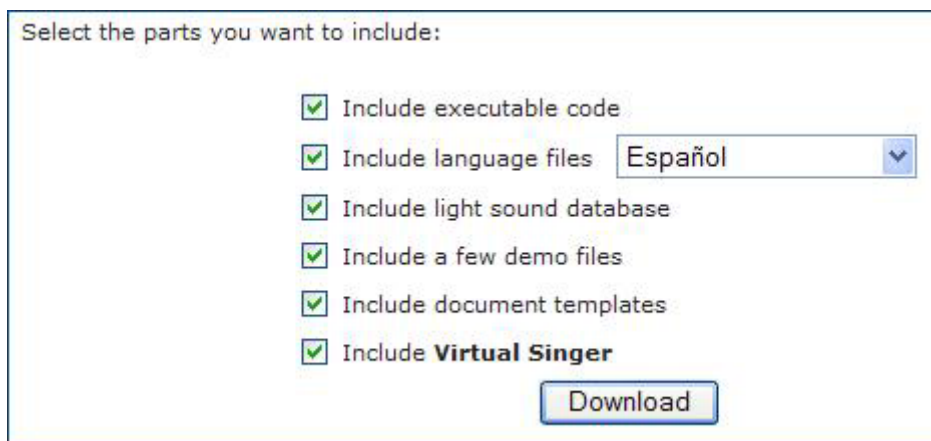 Select the parts you want to include:
Include executable code
Include language files Español
Include light sound database
Include a few demo files
Include document templates
Include Virtual Singer
Download